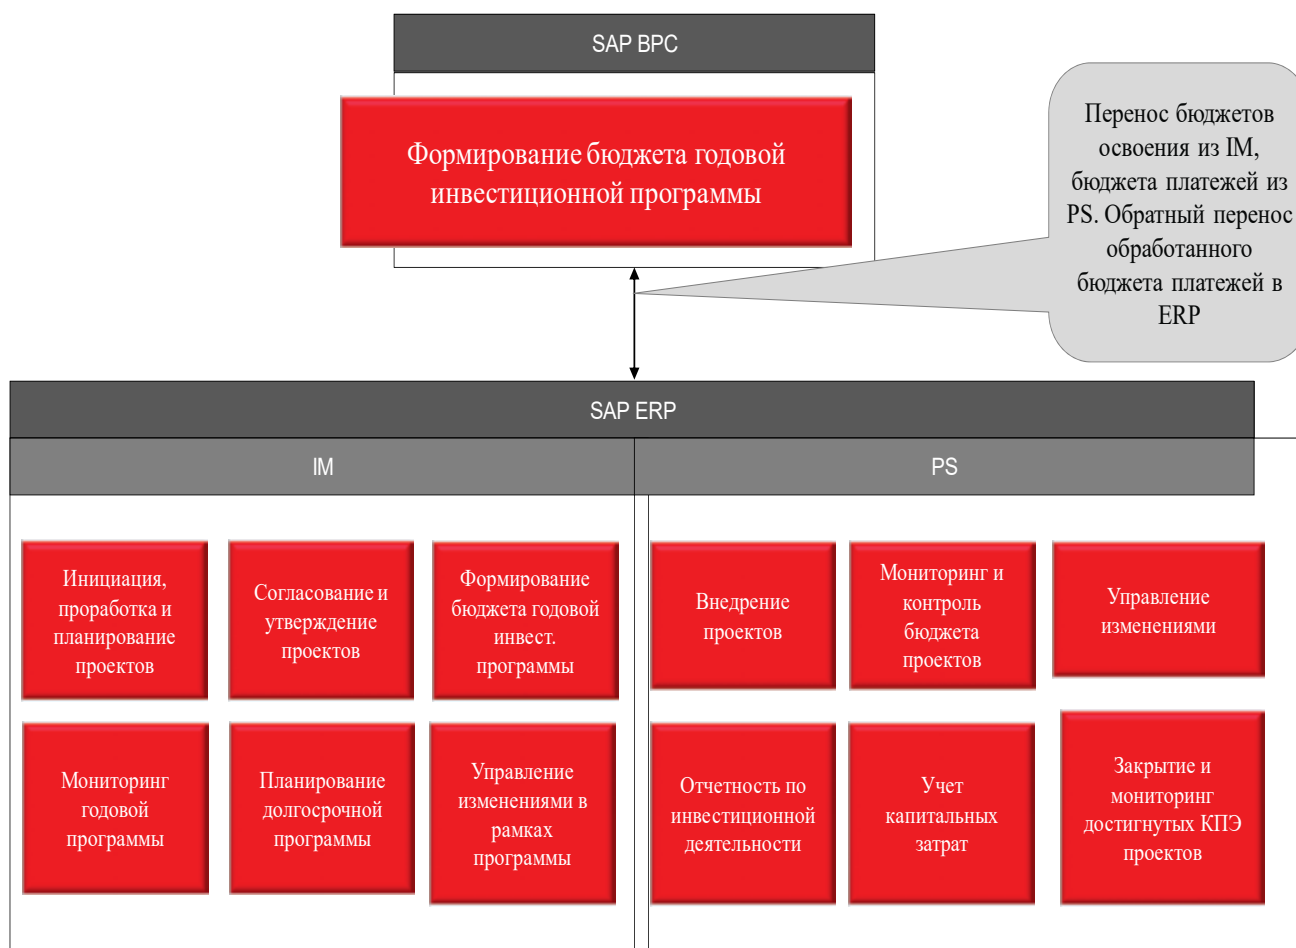 SAP BPC
Формирование бюджета годовой
инвестиционной программы
Перенос бюджетов
освоения из IM,
бюджета платежей из
PS. Обратный перенос
обработанного
бюджета платежей в
ERP
SAP ERP
IM
PS
Инициация,
проработка и
планирование
проектов
Согласование и
утверждение
проектов
Формирование
бюджета годовой
инвест.
программы
Внедрение
проектов
Мониторинг и
контроль
бюджета
проектов
Управление
изменениями
Мониторинг
годовой
программы
Планирование
долгосрочной
программы
Управление
изменениями в
рамках
программы
Отчетность по
инвестиционной
деятельности
Учет
капитальных
затрат
Закрытие и
мониторинг
достигнутых КПЭ
проектов